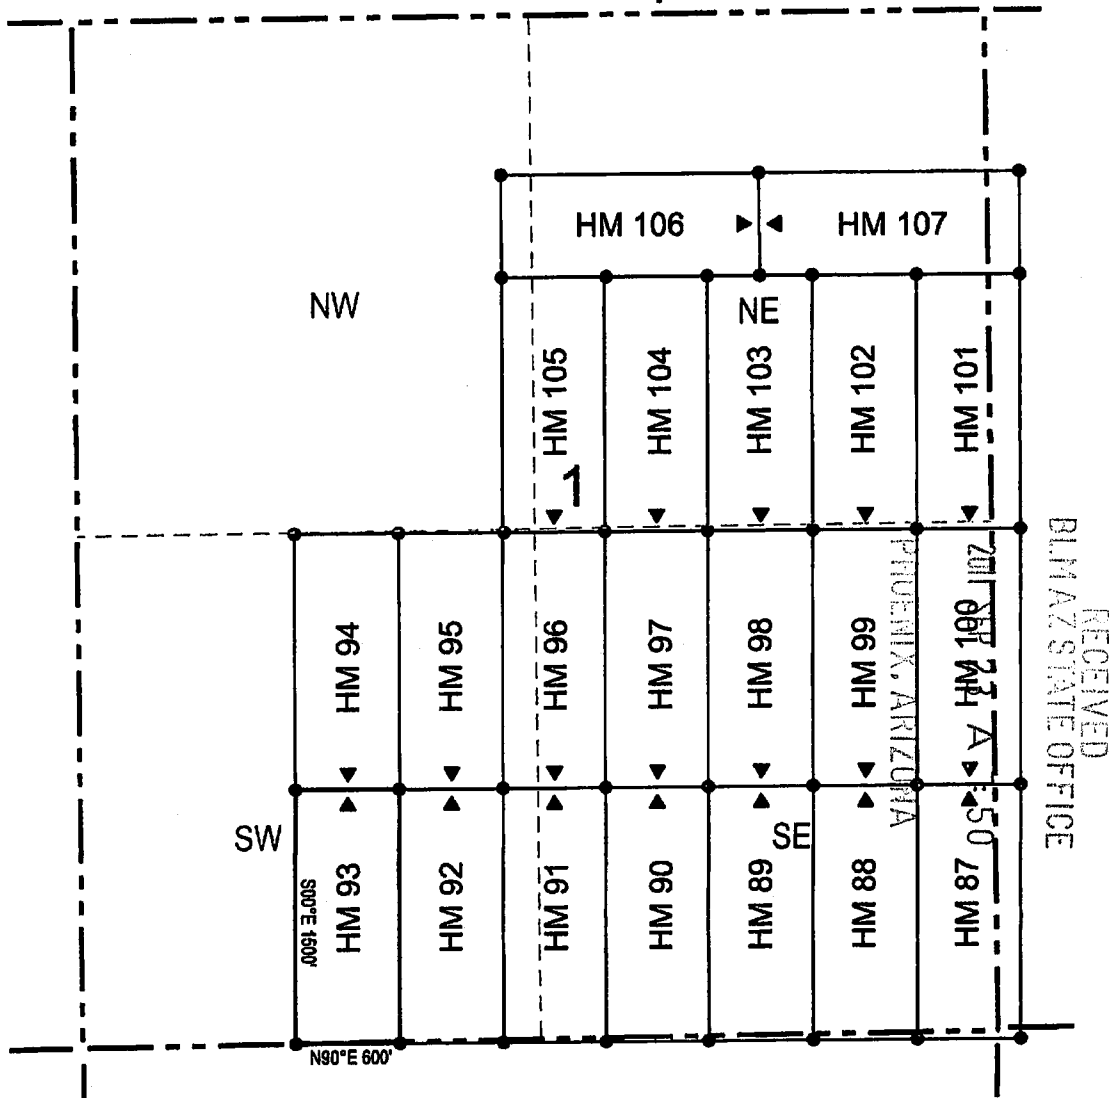 HM 106
HM 107
NW
NE
HM 105
HM 104
HM 103
HM 102
HM 101
1
HM 94
HM 95
HM 96
HM 97
HM 98
HM 99
HM 100
SW
SE
HM 93
HM 92
HM 91
HM 90
HM 89
HM 88
HM 87
S00°E 1500'
N90°E 600'
RECEIVED
BLM AZ STATE OFFICE
2011 SEP 23 A :50
PHOENIX, ARIZONA